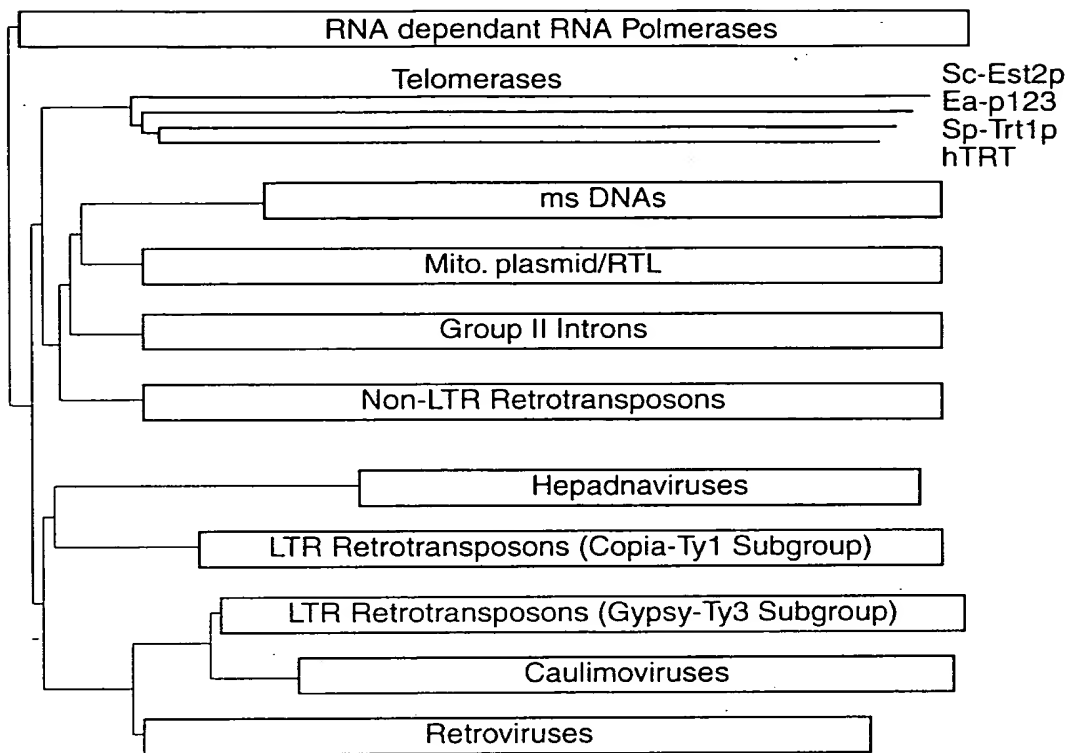 RNA dependant RNA Polmerases
Telomerases
Sc-Est2p
Ea-p123
Sp-Trt1p
hTRT
ms DNAs
Mito. plasmid/RTL
Group II Introns
Non-LTR Retrotransposons
Hepadnaviruses
LTR Retrotransposons (Copia-Ty1 Subgroup)
LTR Retrotransposons (Gypsy-Ty3 Subgroup)
Caulimoviruses
Retroviruses